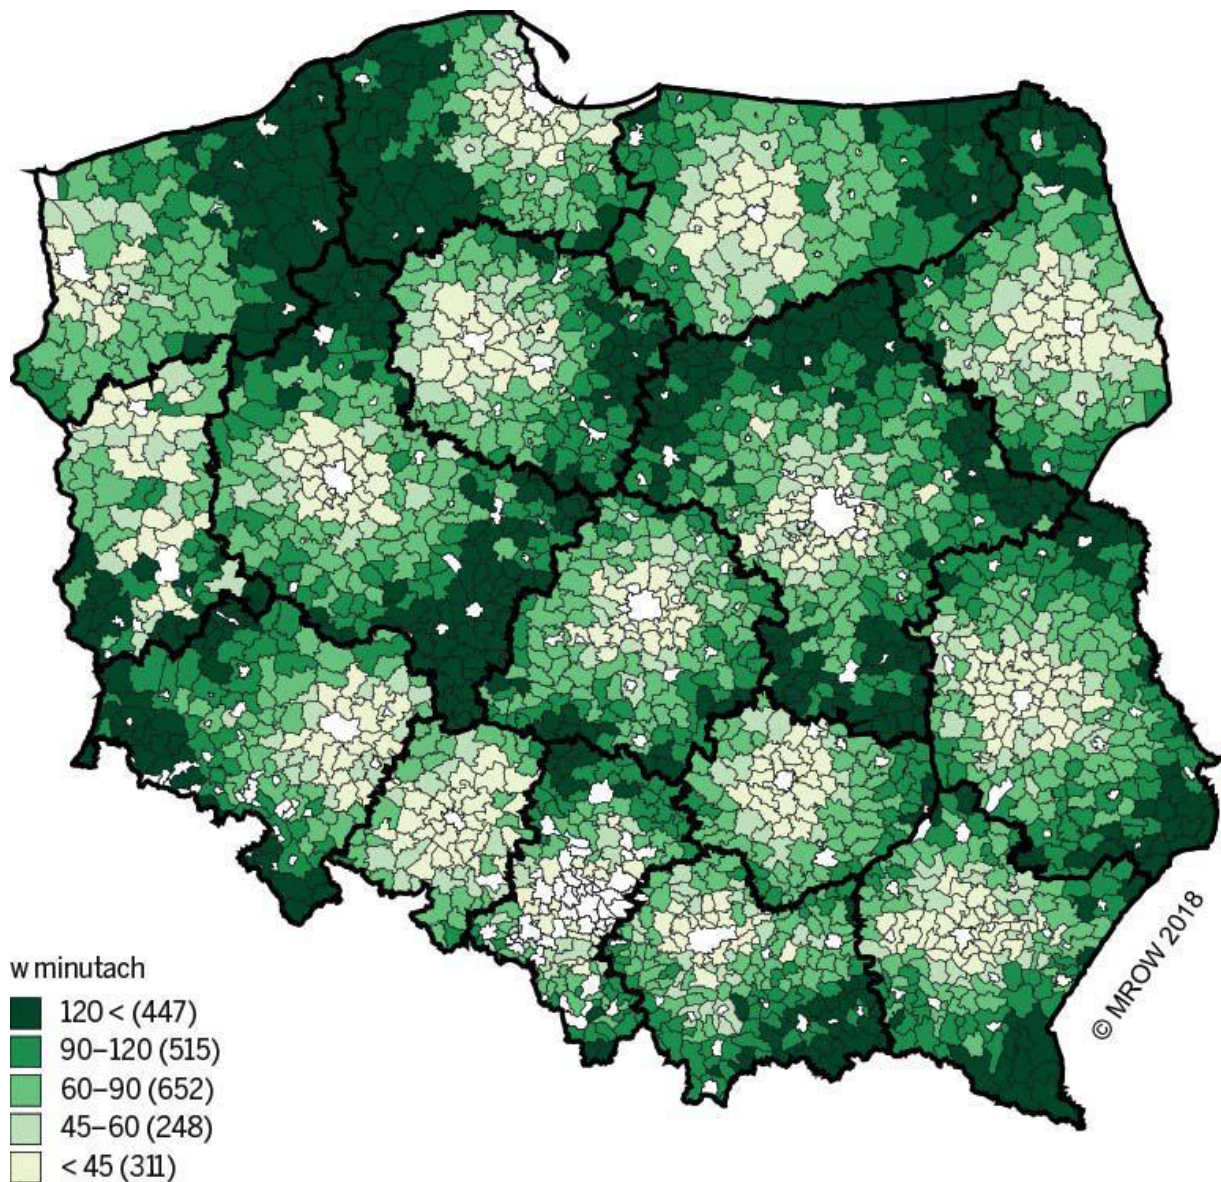 w minutach
120 < (447)
90–120 (515)
60–90 (652)
45–60 (248)
< 45 (311)
© MROW 2018